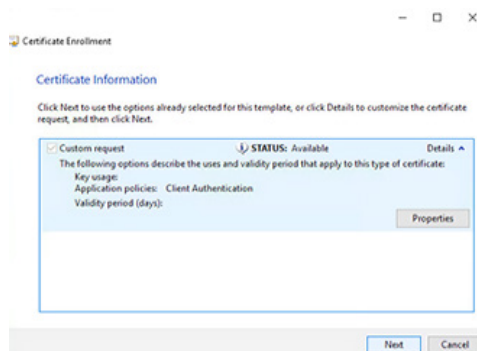 Certificate Enrollment
Certificate Information
Click Next to use the options already selected for this template, or click Details to customize the certificate
request, and then click Next.
Custom request STATUS: Available Details
The following options describe the uses and validity period that apply to this type of certificate:
Key usage:
Application policies: Client Authentication
Validity period (days):
Properties
Next Cancel